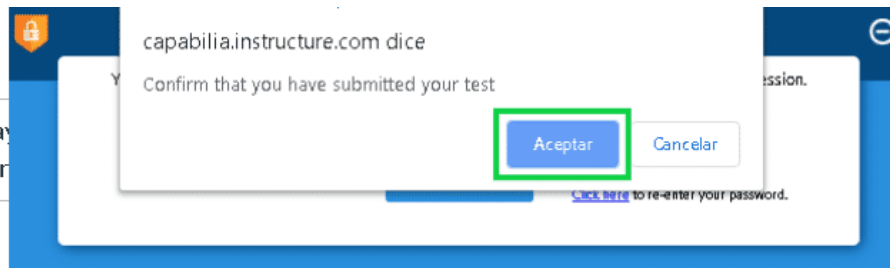 capabilia.instructure.com dice
Confirm that you have submitted your test
ession.
Aceptar
Cancelar
Click here to re-enter your password.